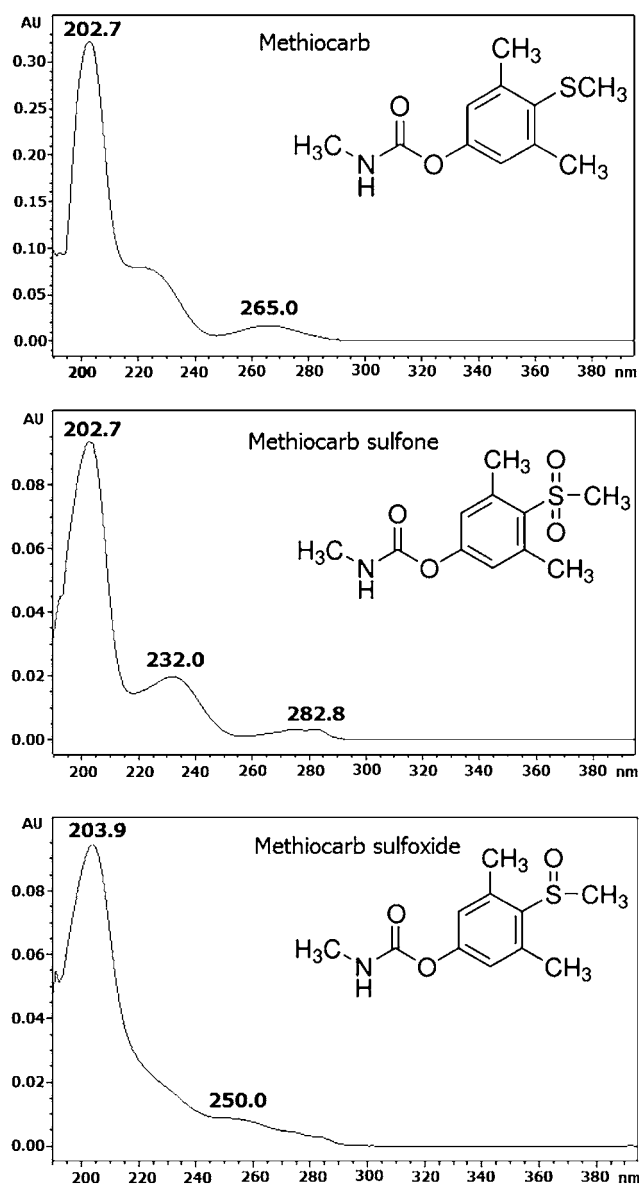 AU
202.7
Methiocarb
CH₃
SCH₃
O
H₃C
N
H
O
CH₃
0.30
0.25
0.20
0.15
0.10
0.05
0.00
265.0
200 220 240 260 280 300 320 340 360 380 nm
AU
202.7
Methiocarb sulfone
CH₃
O
S
CH₃
O
O
H₃C
N
H
O
CH₃
0.08
0.06
0.04
0.02
0.00
232.0
282.8
200 220 240 260 280 300 320 340 360 380 nm
AU
203.9
Methiocarb sulfoxide
CH₃
O
S
CH₃
O
H₃C
N
H
O
CH₃
0.08
0.06
0.04
0.02
0.00
250.0
200 220 240 260 280 300 320 340 360 380 nm